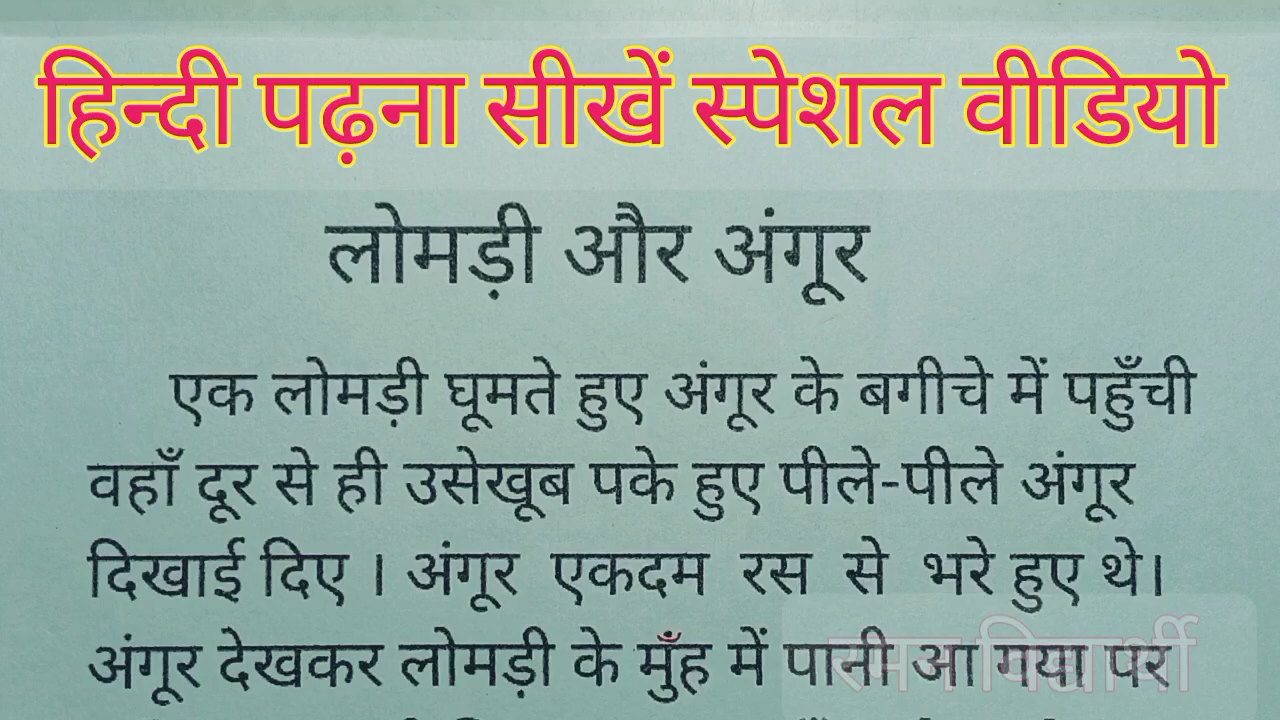 हिन्दी पढ़ना सीखें स्पेशल वीडियो
लोमड़ी और अंगूर
एक लोमड़ी घूमते हुए अंगूर के बगीचे में पहुँची
वहाँ दूर से ही उसेखूब पके हुए पीले-पीले अंगूर
दिखाई दिए । अंगूर एकदम रस से भरे हुए थे।
अंगूर देखकर लोमड़ी के मुँह में पानी आ गया पर
विद्यार्थी